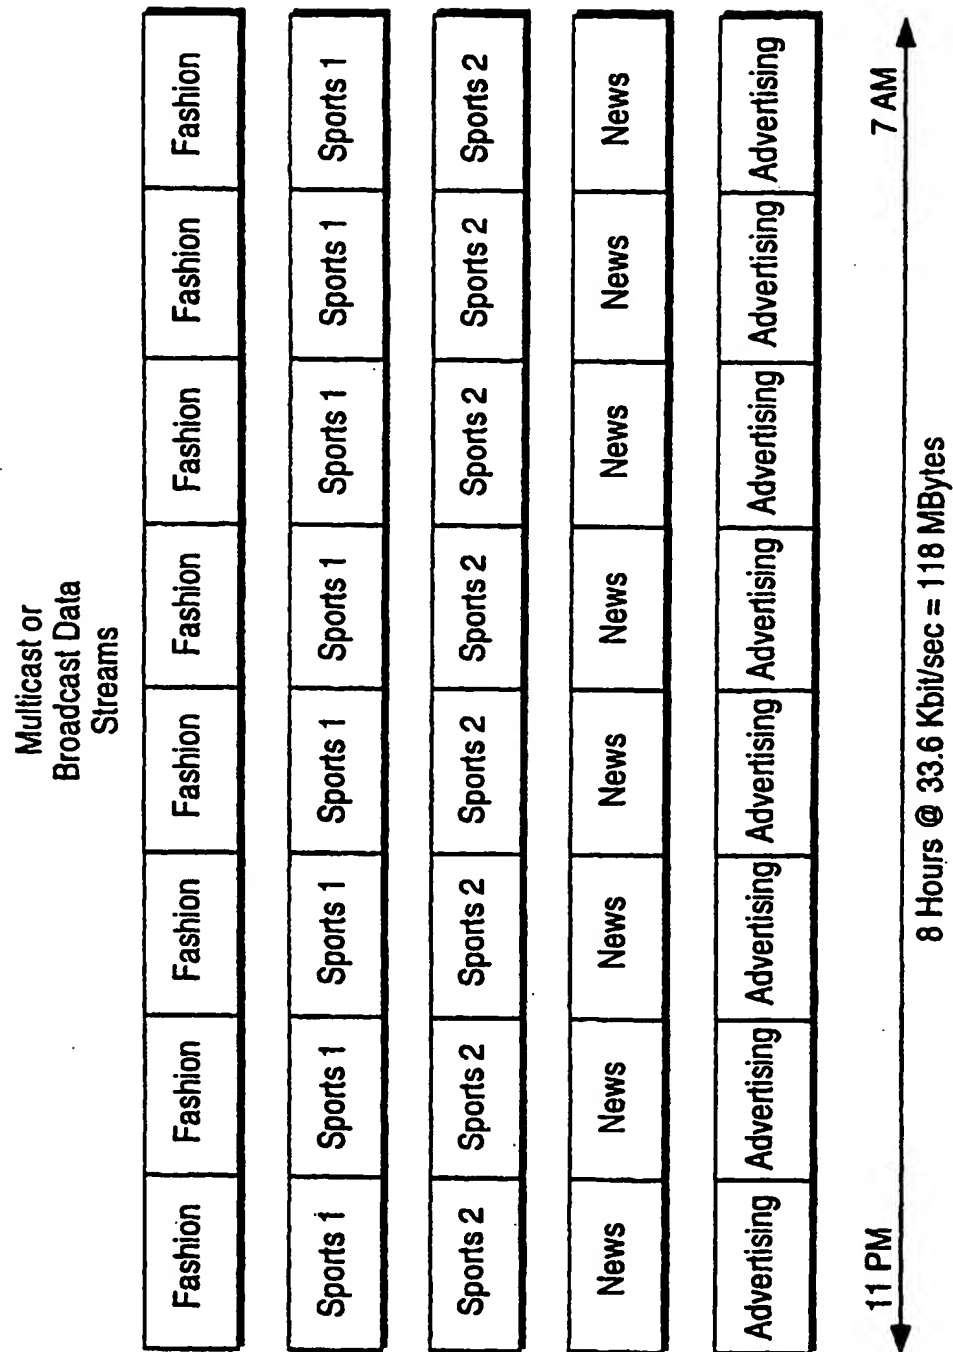 Multicast or
Broadcast Data
Streams
Fashion Fashion Fashion Fashion Fashion Fashion Fashion Fashion
Sports 1 Sports 1 Sports 1 Sports 1 Sports 1 Sports 1 Sports 1 Sports 1
Sports 2 Sports 2 Sports 2 Sports 2 Sports 2 Sports 2 Sports 2 Sports 2
News News News News News News News News
Advertising Advertising Advertising Advertising Advertising Advertising Advertising Advertising
11 PM 7 AM
8 Hours @ 33.6 Kbit/sec = 118 MBytes